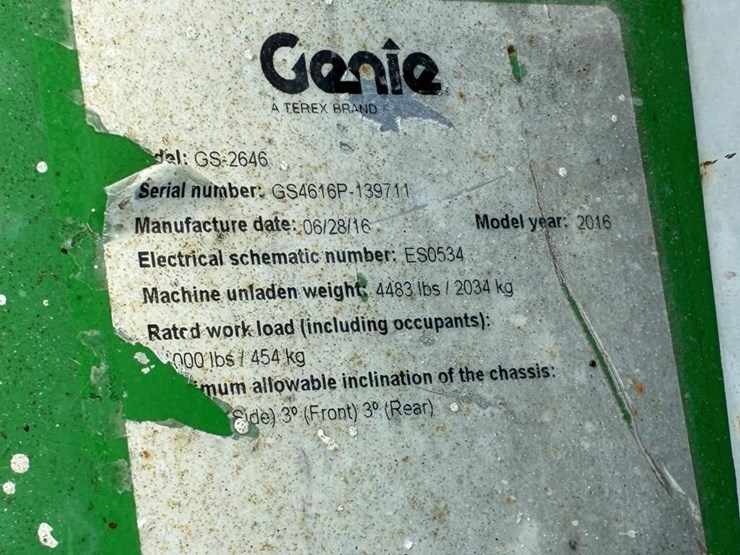 Genie
A TEREX BRAND
del: GS-2646
Serial number: GS4616P-139711
Manufacture date: 06/28/16 Model year: 2016
Electrical schematic number: ES0534
Machine unladen weight: 4483 lbs / 2034 kg
Rated work load (including occupants):
000 lbs / 454 kg
mum allowable inclination of the chassis:
Side) 3º (Front) 3º (Rear)